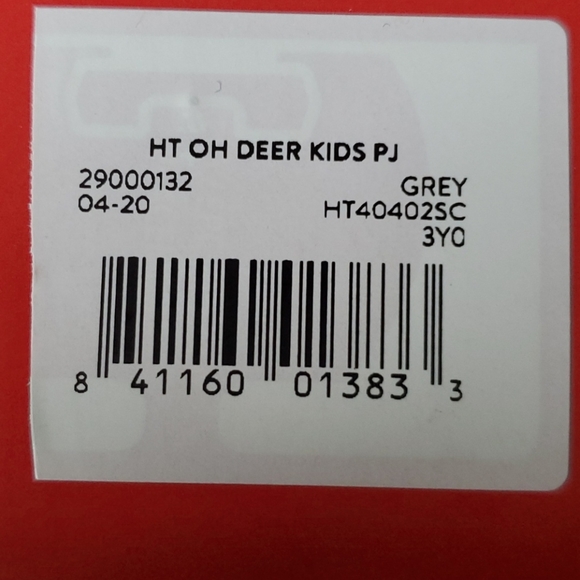 HT OH DEER KIDS PJ
29000132 GREY
04-20 HT40402SC
3Y0
8 41160 01383 3